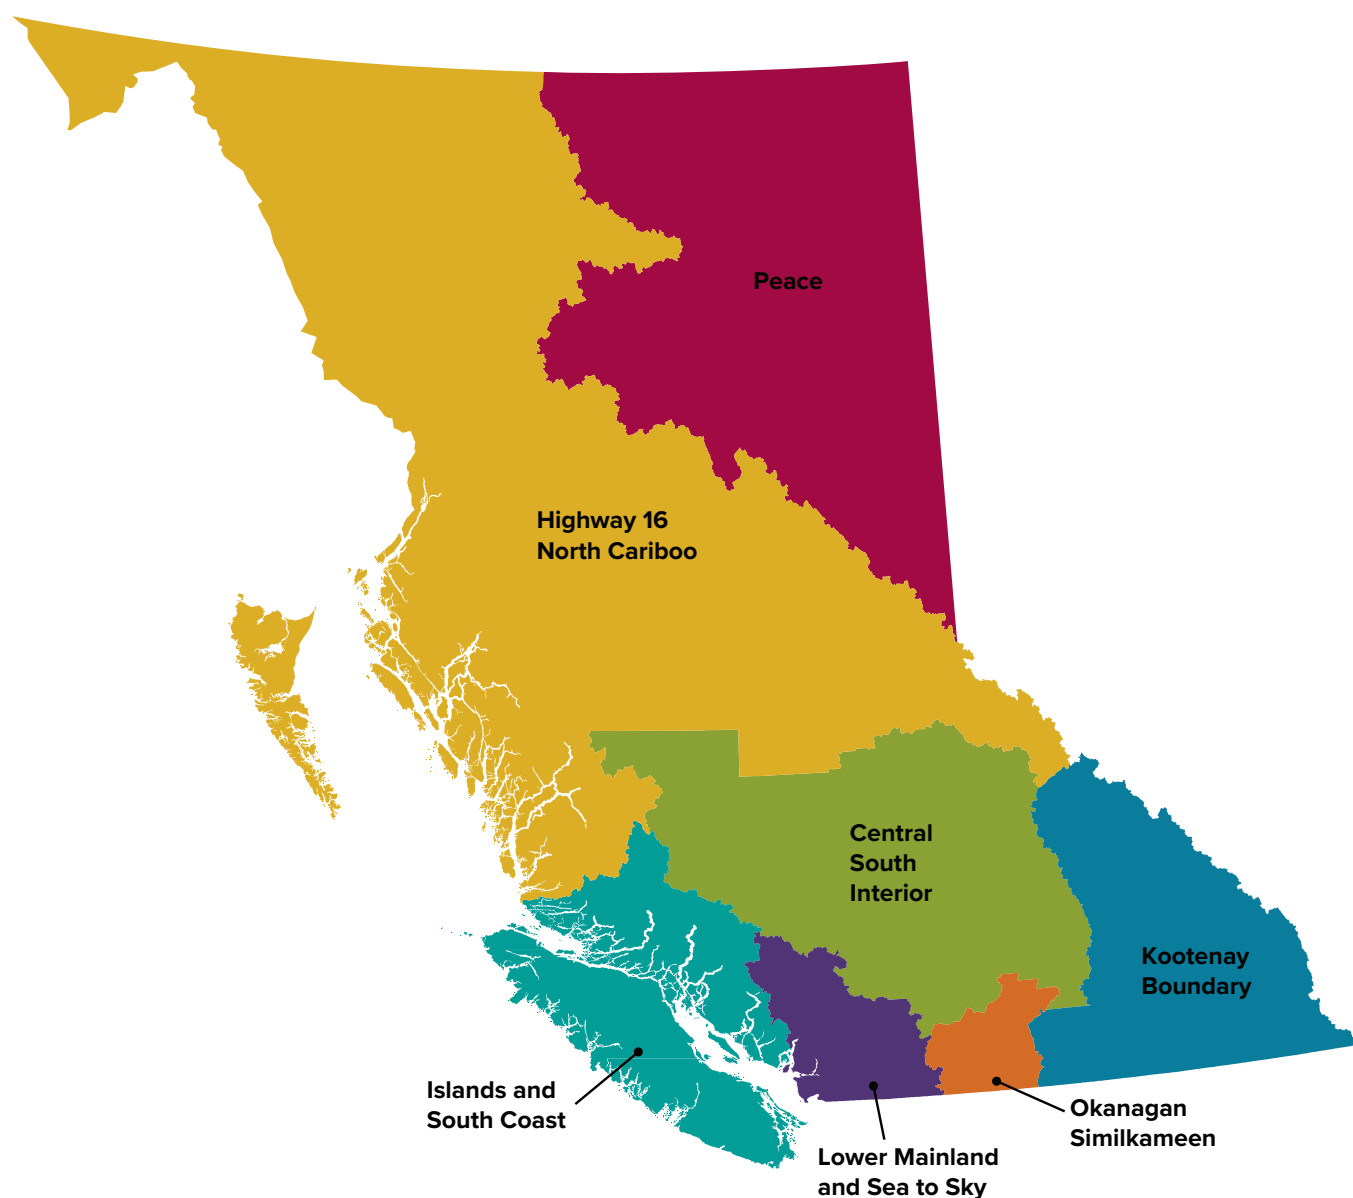 Peace
Highway 16
North Cariboo
Central
South
Interior
Kootenay
Boundary
Islands and
South Coast
Okanagan
Similkameen
Lower Mainland
and Sea to Sky